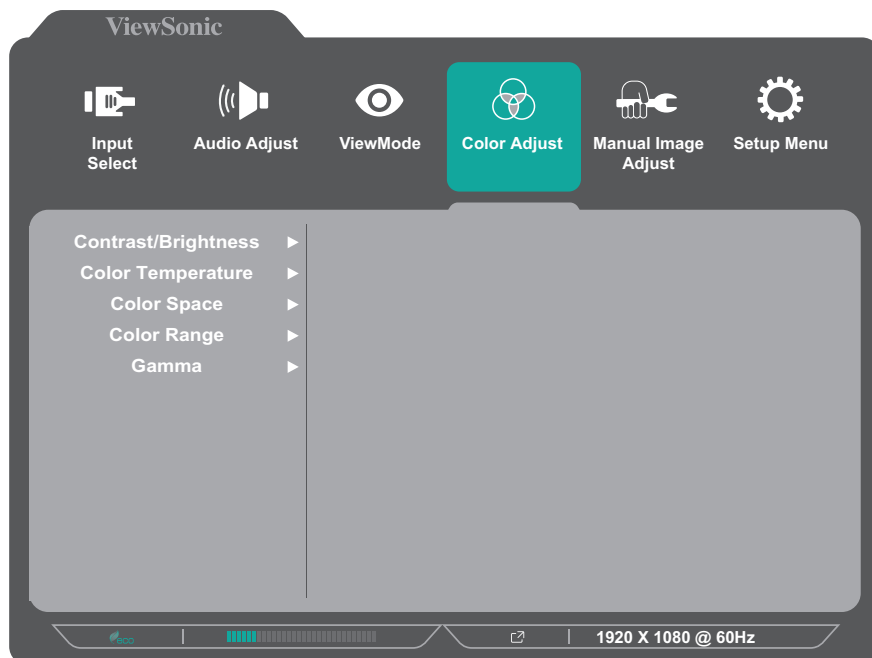 ViewSonic
Input
Select
Audio Adjust
ViewMode
Color Adjust
Manual Image
Adjust
Setup Menu
Contrast/Brightness
Color Temperature
Color Space
Color Range
Gamma
eco
1920 X 1080 @ 60Hz